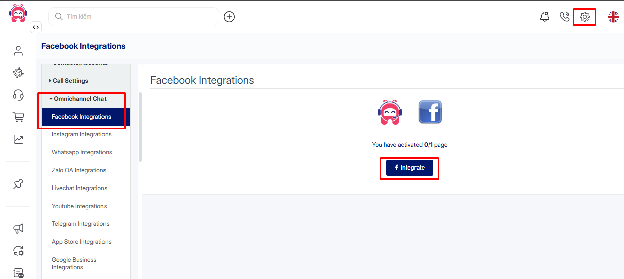 Tìm kiếm
Facebook Integrations
Call Settings
Omnichannel Chat
Facebook Integrations
Instagram Integrations
Whatsapp Integrations
Zalo OA Integrations
Livechat Integrations
Youtube Integrations
Telegram Integrations
App Store Integrations
Google Business
Integrations
Facebook Integrations
You have activated 0/1 page
Integrate